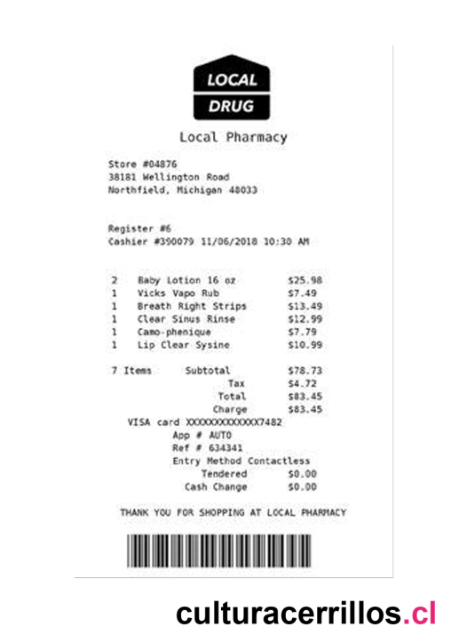 LOCAL
DRUG
Local Pharmacy
Store #04876
38181 Wellington Road
Northfield, Michigan 48033
Register #6
Cashier #390079 11/06/2018 10:30 AM
2 Baby Lotion 16 oz $25.98
1 Vicks Vapo Rub $7.49
1 Breath Right Strips $13.49
1 Clear Sinus Rinse $12.99
1 Camo-phenique $7.79
1 Lip Clear Sysine $10.99
7 Items Subtotal $78.73
Tax $4.72
Total $83.45
Charge $83.45
VISA card XXXXXXXXXXXXX7482
App # AUTO
Ref # 634341
Entry Method Contactless
Tendered $0.00
Cash Change $0.00
THANK YOU FOR SHOPPING AT LOCAL PHARMACY
culturacerrillos.cl